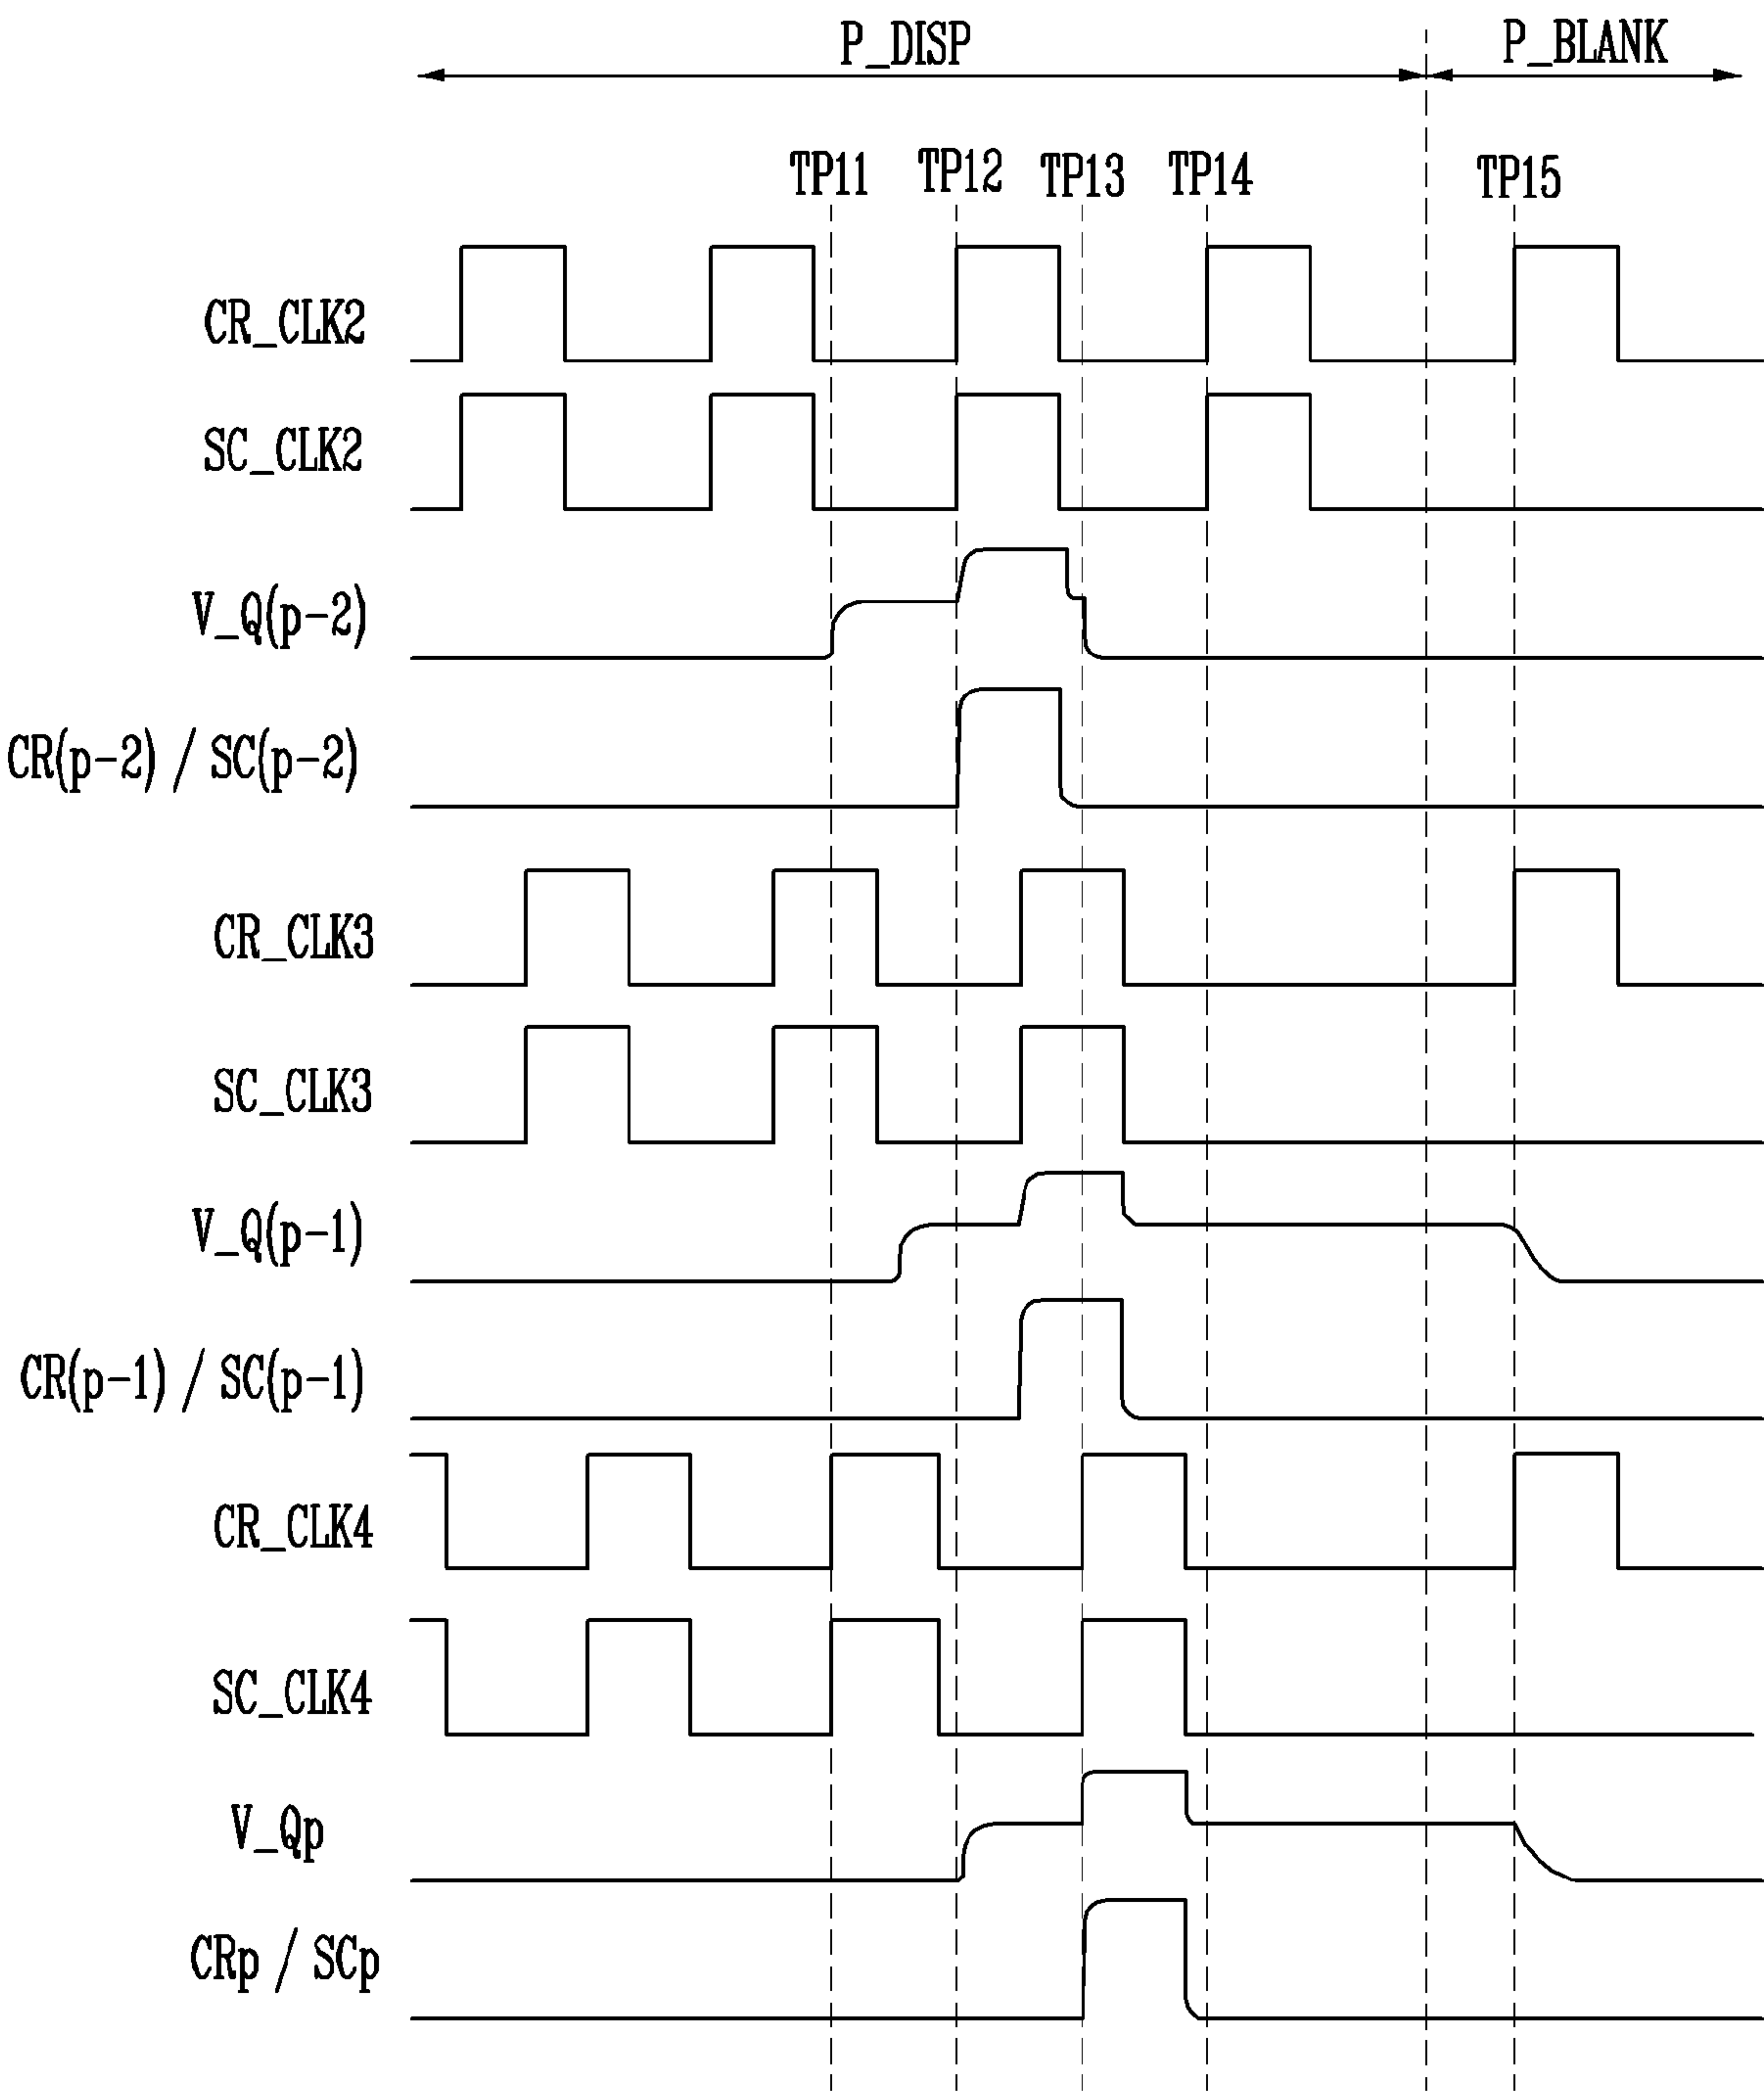 P_DISP P_BLANK
TP11 TP12 TP13 TP14 TP15
CR_CLK2
SC_CLK2
V_Q(p-2)
CR(p-2) / SC(p-2)
CR_CLK3
SC_CLK3
V_Q(p-1)
CR(p-1) / SC(p-1)
CR_CLK4
SC_CLK4
V_Qp
CRp / SCp